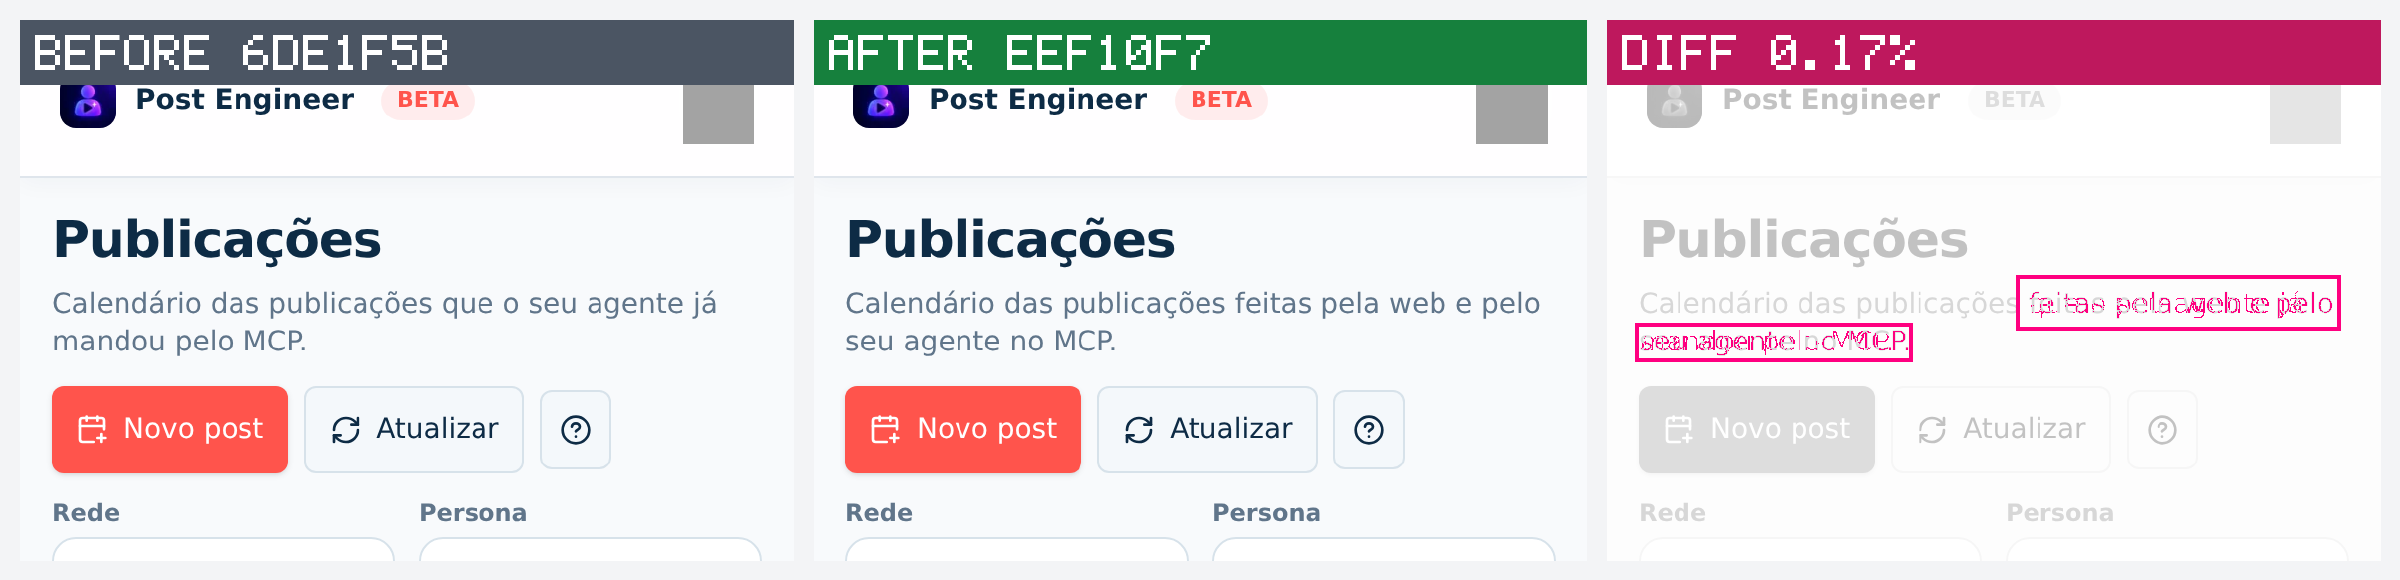 BEFORE 6DE1F5B
Post Engineer BETA
Publicações
Calendário das publicações que o seu agente já
mandou pelo MCP.
Novo post Atualizar
Rede Persona
AFTER EEF10F7
Post Engineer BETA
Publicações
Calendário das publicações feitas pela web e pelo
seu agente no MCP.
Novo post Atualizar
Rede Persona
DIFF 0.17%
Post Engineer BETA
Publicações
Calendário das publicações
Novo post Atualizar
Rede Persona